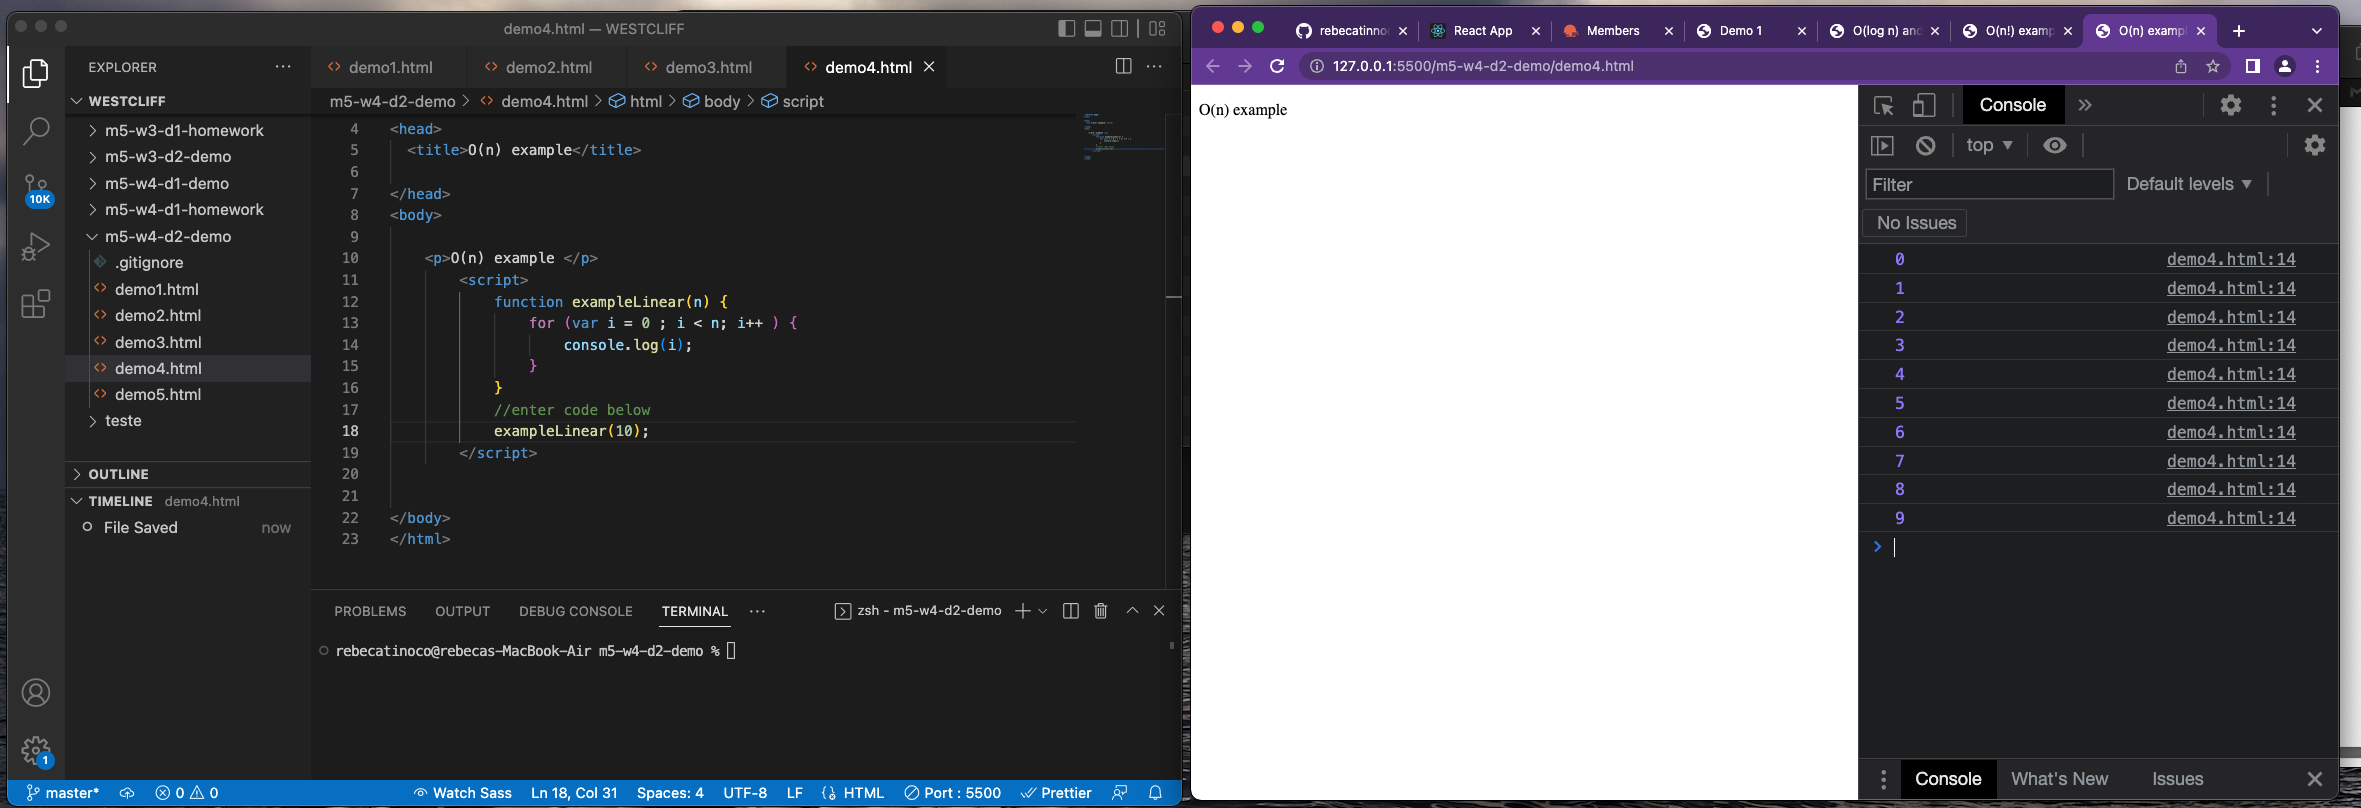 demo4.html — WESTCLIFF
EXPLORER
WESTCLIFF
m5-w3-d1-homework
m5-w3-d2-demo
m5-w4-d1-demo
m5-w4-d1-homework
m5-w4-d2-demo
.gitignore
demo1.html
demo2.html
demo3.html
demo4.html
demo5.html
teste
OUTLINE
TIMELINE demo4.html
File Saved now
10K
1
demo1.html demo2.html demo3.html demo4.html
m5-w4-d2-demo > demo4.html > html > body > script
4 <head>
5 <title>O(n) example</title>
6
7 </head>
8 <body>
9
10 <p>O(n) example </p>
11 <script>
12 function exampleLinear(n) {
13 for (var i = 0 ; i < n; i++ ) {
14 console.log(i);
15 }
16 }
17 //enter code below
18 exampleLinear(10);
19 </script>
20
21
22 </body>
23 </html>
PROBLEMS OUTPUT DEBUG CONSOLE TERMINAL ··· zsh - m5-w4-d2-demo
rebecatinoco@rebecas-MacBook-Air m5-w4-d2-demo %
master* 0 0 Watch Sass Ln 18, Col 31 Spaces: 4 UTF-8 LF HTML Port : 5500 Prettier
rebecatinno React App Members Demo 1 O(log n) and O(n!) examp O(n) exampl
127.0.0.1:5500/m5-w4-d2-demo/demo4.html
O(n) example
Console
top
Filter Default levels
No Issues
0 demo4.html:14
1 demo4.html:14
2 demo4.html:14
3 demo4.html:14
4 demo4.html:14
5 demo4.html:14
6 demo4.html:14
7 demo4.html:14
8 demo4.html:14
9 demo4.html:14
>
Console What's New Issues